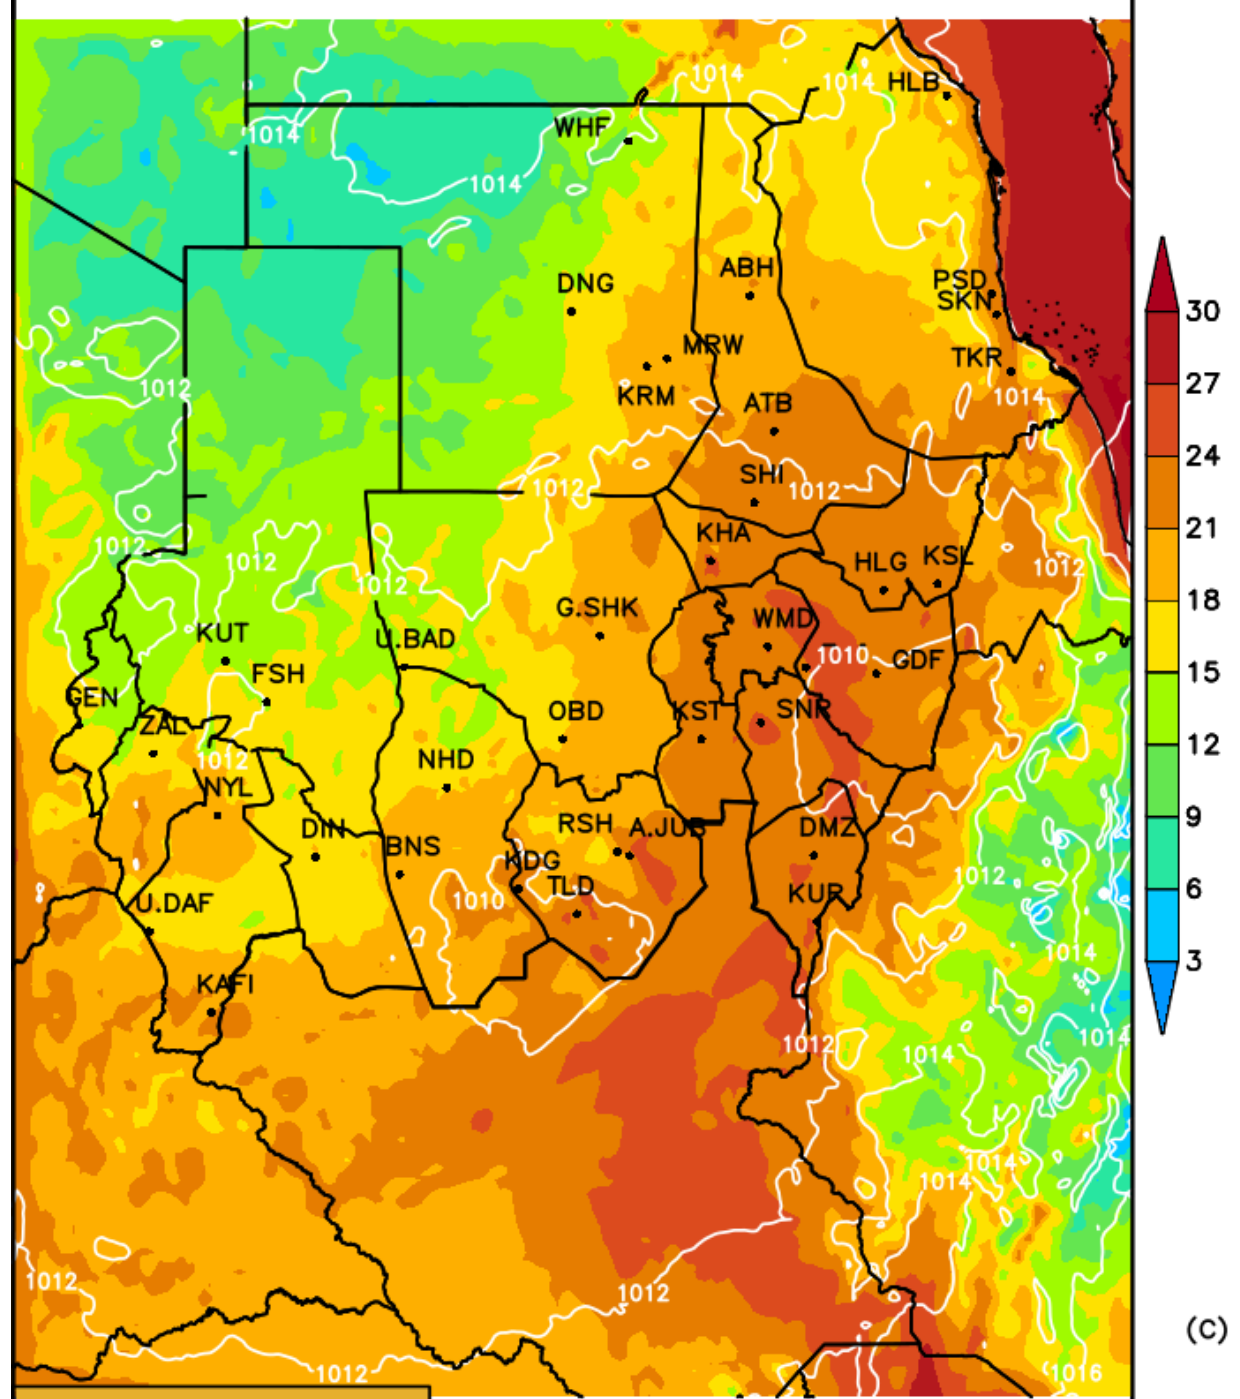 1014
1014
HLB
WHF
1014
1014
ABH
DNG
PSD
SKN
30
MRW
TKR
27
1012
KRM
ATB
1014
24
SHI
1012
1012
21
KHA
1012
1012
HLG
KSL
1012
1012
18
G.SHK
WMD
KUT
U.BAD
1010
GDF
15
FSH
GEN
OBD
KST
SNR
ZAL
12
1012
NHD
NYL
9
DIN
RSH
A.JUB
DMZ
BNS
KDG
1012
6
TLD
KUR
1010
U.DAF
1014
3
KAFI
1014
1012
1014
1014
1014
1012
1012
(C)
1012
1016